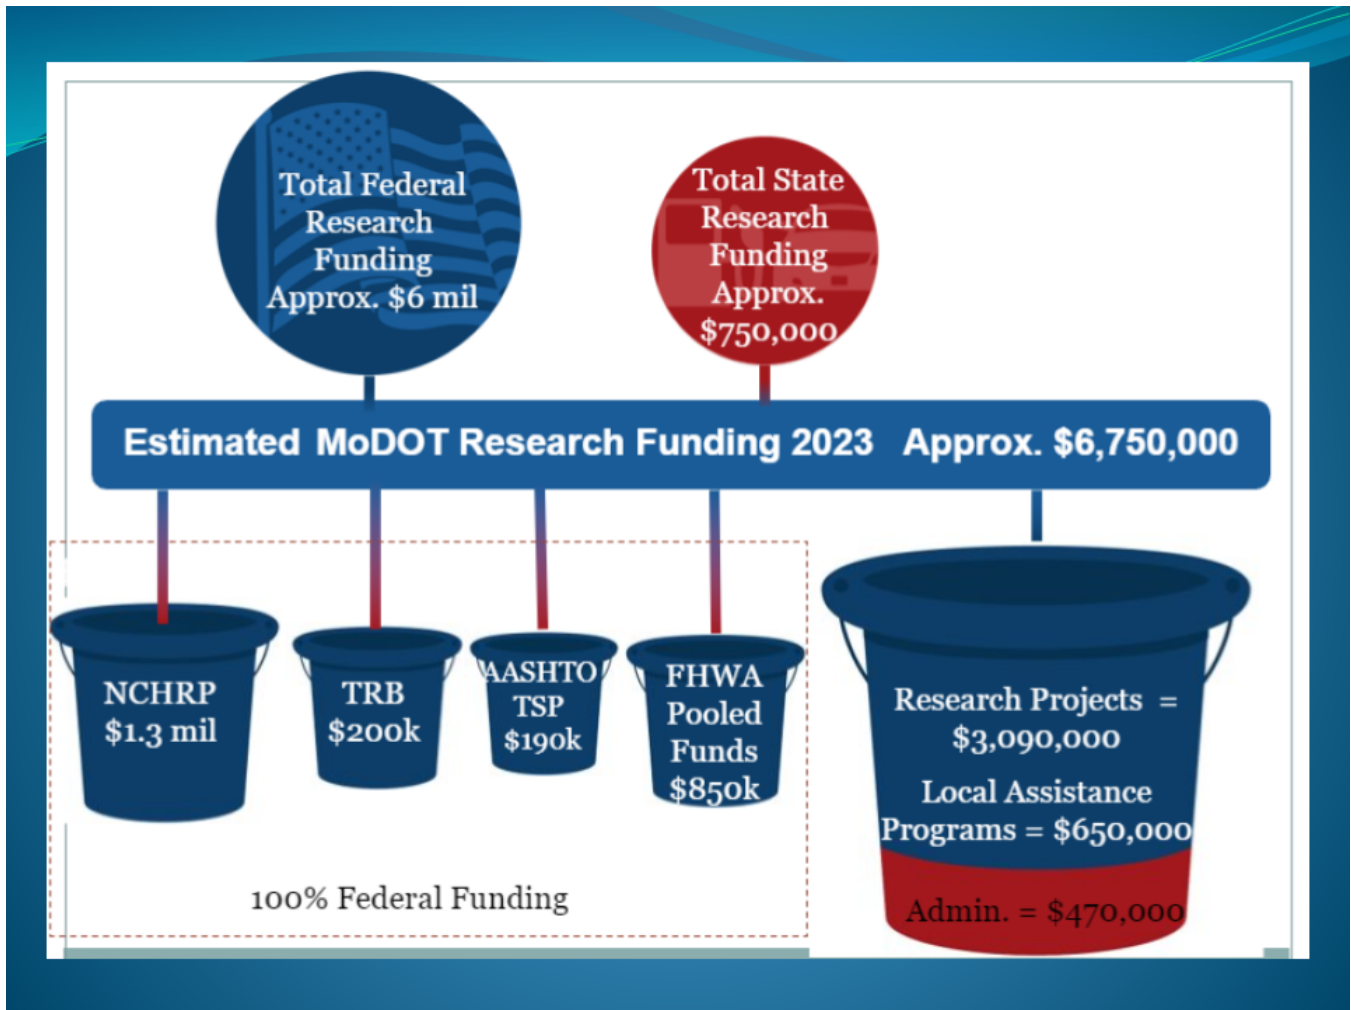 Total Federal
Research
Funding
Approx. $6 mil
Total State
Research
Funding
Approx.
$750,000
Estimated MoDOT Research Funding 2023 Approx. $6,750,000
NCHRP
$1.3 mil
TRB
$200k
AASHTO
TSP
$190k
FHWA
Pooled
Funds
$850k
100% Federal Funding
Research Projects =
$3,090,000
Local Assistance
Programs = $650,000
Admin. = $470,000